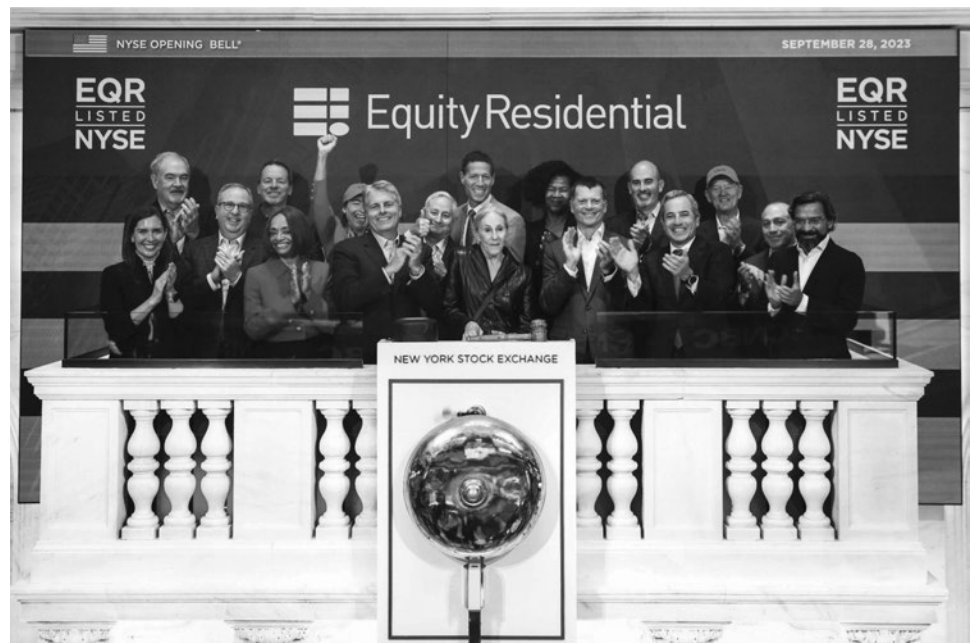 NYSE OPENING BELL®
SEPTEMBER 28, 2023
EQR
LISTED
NYSE
Equity Residential
EQR
LISTED
NYSE
NEW YORK STOCK EXCHANGE